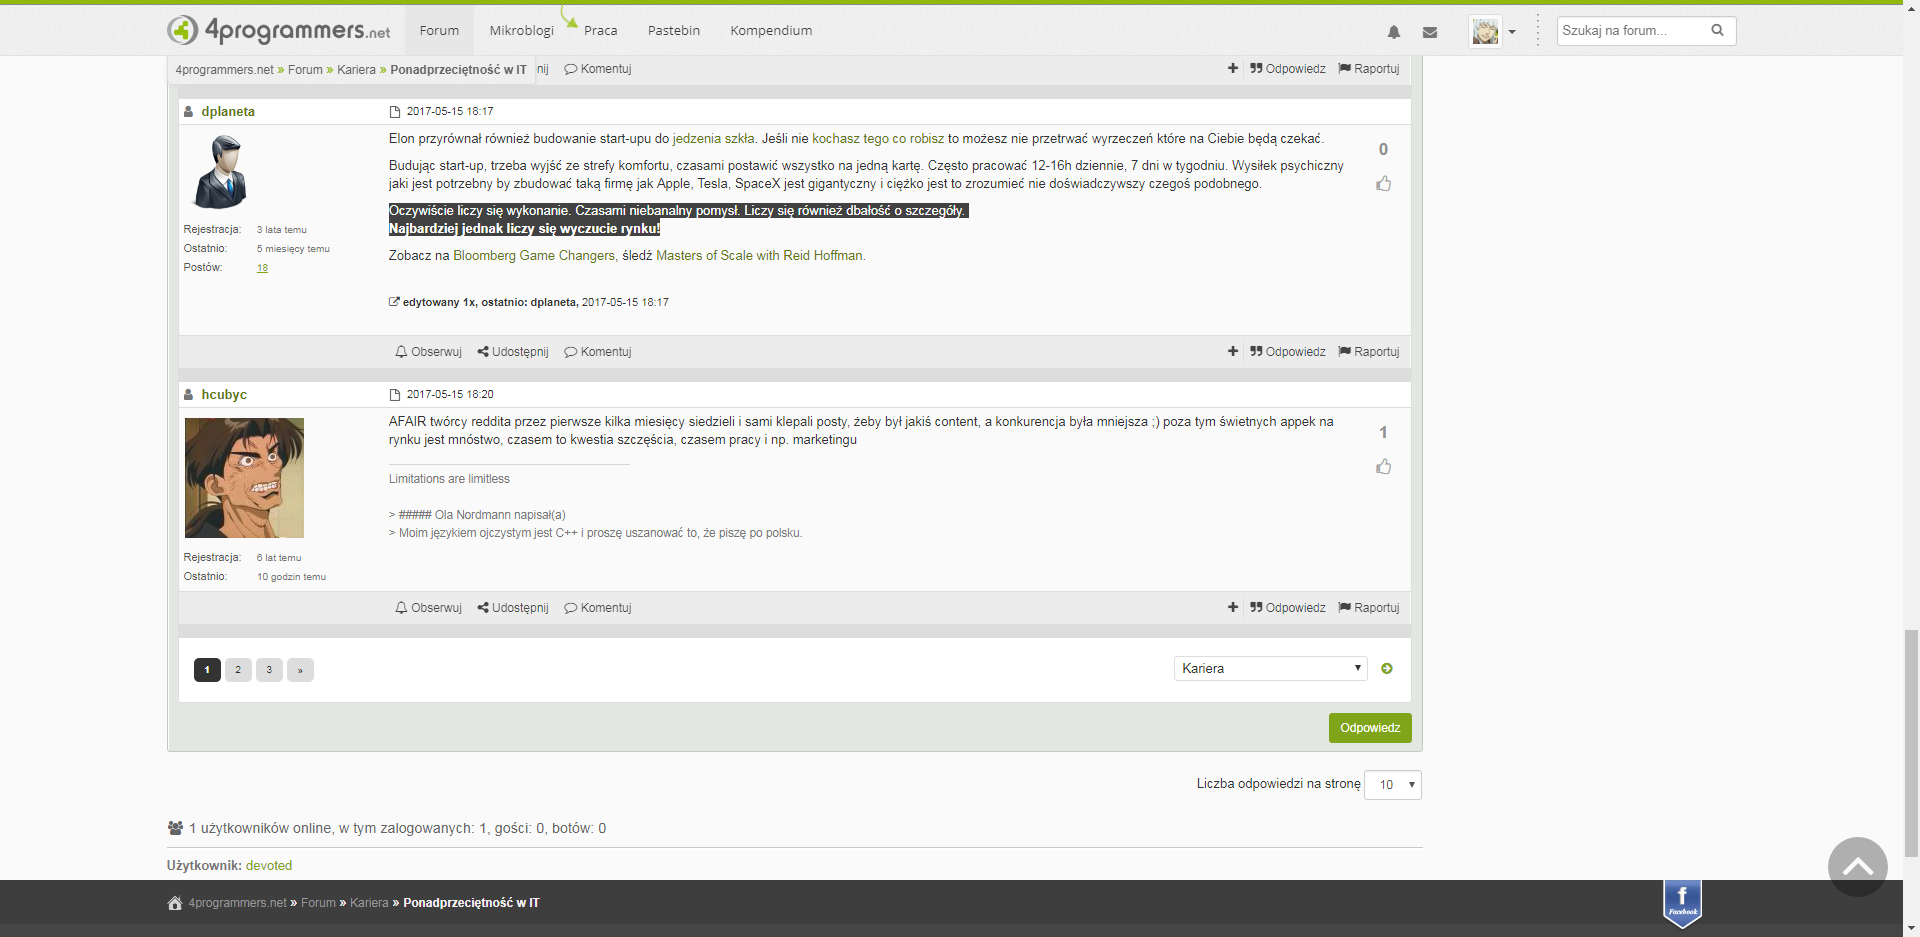 4programmers.net Forum Mikroblogi Praca Pastebin Kompendium Szukaj na forum...
4programmers.net » Forum » Kariera » Ponadprzeciętność w IT nij Komentuj Odpowiedz Raportuj
dplaneta 2017-05-15 18:17
Elon przyrównał również budowanie start-upu do jedzenia szkła. Jeśli nie kochasz tego co robisz to możesz nie przetrwać wyrzeczeń które na Ciebie będą czekać.
0
Budując start-up, trzeba wyjść ze strefy komfortu, czasami postawić wszystko na jedną kartę. Często pracować 12-16h dziennie, 7 dni w tygodniu. Wysiłek psychiczny
jaki jest potrzebny by zbudować taką firmę jak Apple, Tesla, SpaceX jest gigantyczny i ciężko jest to zrozumieć nie doświadczywszy czegoś podobnego.
Oczywiście liczy się wykonanie. Czasami niebanalny pomysł. Liczy się również dbałość o szczegóły.
Najbardziej jednak liczy się wyczucie rynku!
Rejestracja: 3 lata temu
Ostatnio: 5 miesięcy temu
Postów: 18
Zobacz na Bloomberg Game Changers, śledź Masters of Scale with Reid Hoffman.
edytowany 1x, ostatnio: dplaneta, 2017-05-15 18:17
Obserwuj Udostępnij Komentuj Odpowiedz Raportuj
hcubyc 2017-05-15 18:20
AFAIR twórcy reddita przez pierwsze kilka miesięcy siedzieli i sami klepali posty, żeby był jakiś content, a konkurencja była mniejsza ;) poza tym świetnych appek na
rynku jest mnóstwo, czasem to kwestia szczęścia, czasem pracy i np. marketingu
1
Limitations are limitless
> ##### Ola Nordmann napisał(a)
> Moim językiem ojczystym jest C++ i proszę uszanować to, że piszę po polsku.
Rejestracja: 6 lat temu
Ostatnio: 10 godzin temu
Obserwuj Udostępnij Komentuj Odpowiedz Raportuj
1 2 3 » Kariera
Odpowiedz
Liczba odpowiedzi na stronę 10
1 użytkowników online, w tym zalogowanych: 1, gości: 0, botów: 0
Użytkownik: devoted
4programmers.net » Forum » Kariera » Ponadprzeciętność w IT
f
Facebook